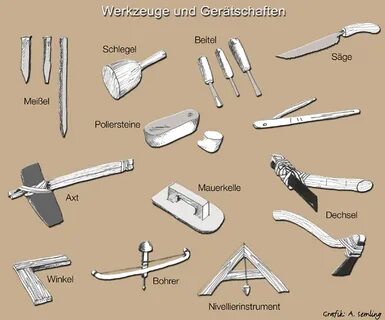 Werkzeuge und Gerätschaften
Schlegel
Beitel
Säge
Meißel
Poliersteine
Axt
Mauerkelle
Dechsel
Winkel
Bohrer
Nivellierinstrument
Grafik: A. Semling